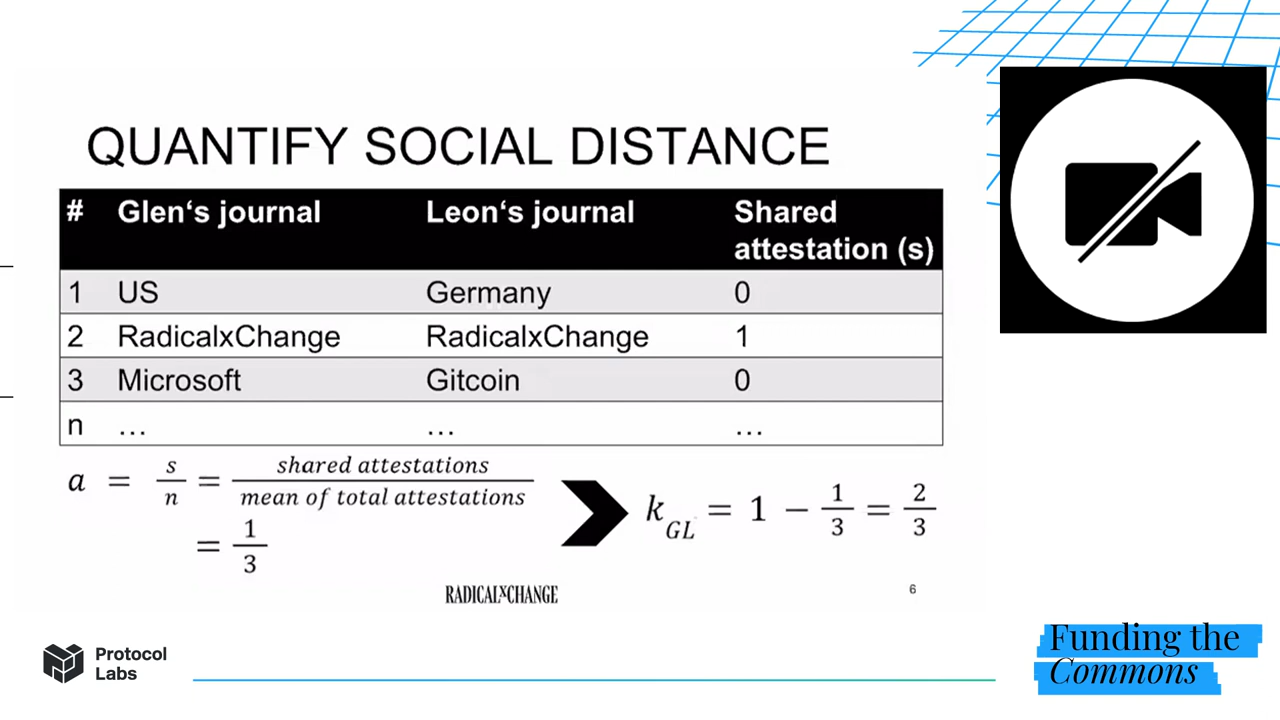 QUANTIFY SOCIAL DISTANCE
# Glen‘s journal Leon‘s journal Shared attestation (s)
1 US Germany 0
2 RadicalxChange RadicalxChange 1
3 Microsoft Gitcoin 0
n … … …
a = s/n = shared attestations / mean of total attestations
= 1/3
k_GL = 1 − 1/3 = 2/3
RADICALXCHANGE
6
Protocol
Labs
Funding the
Commons